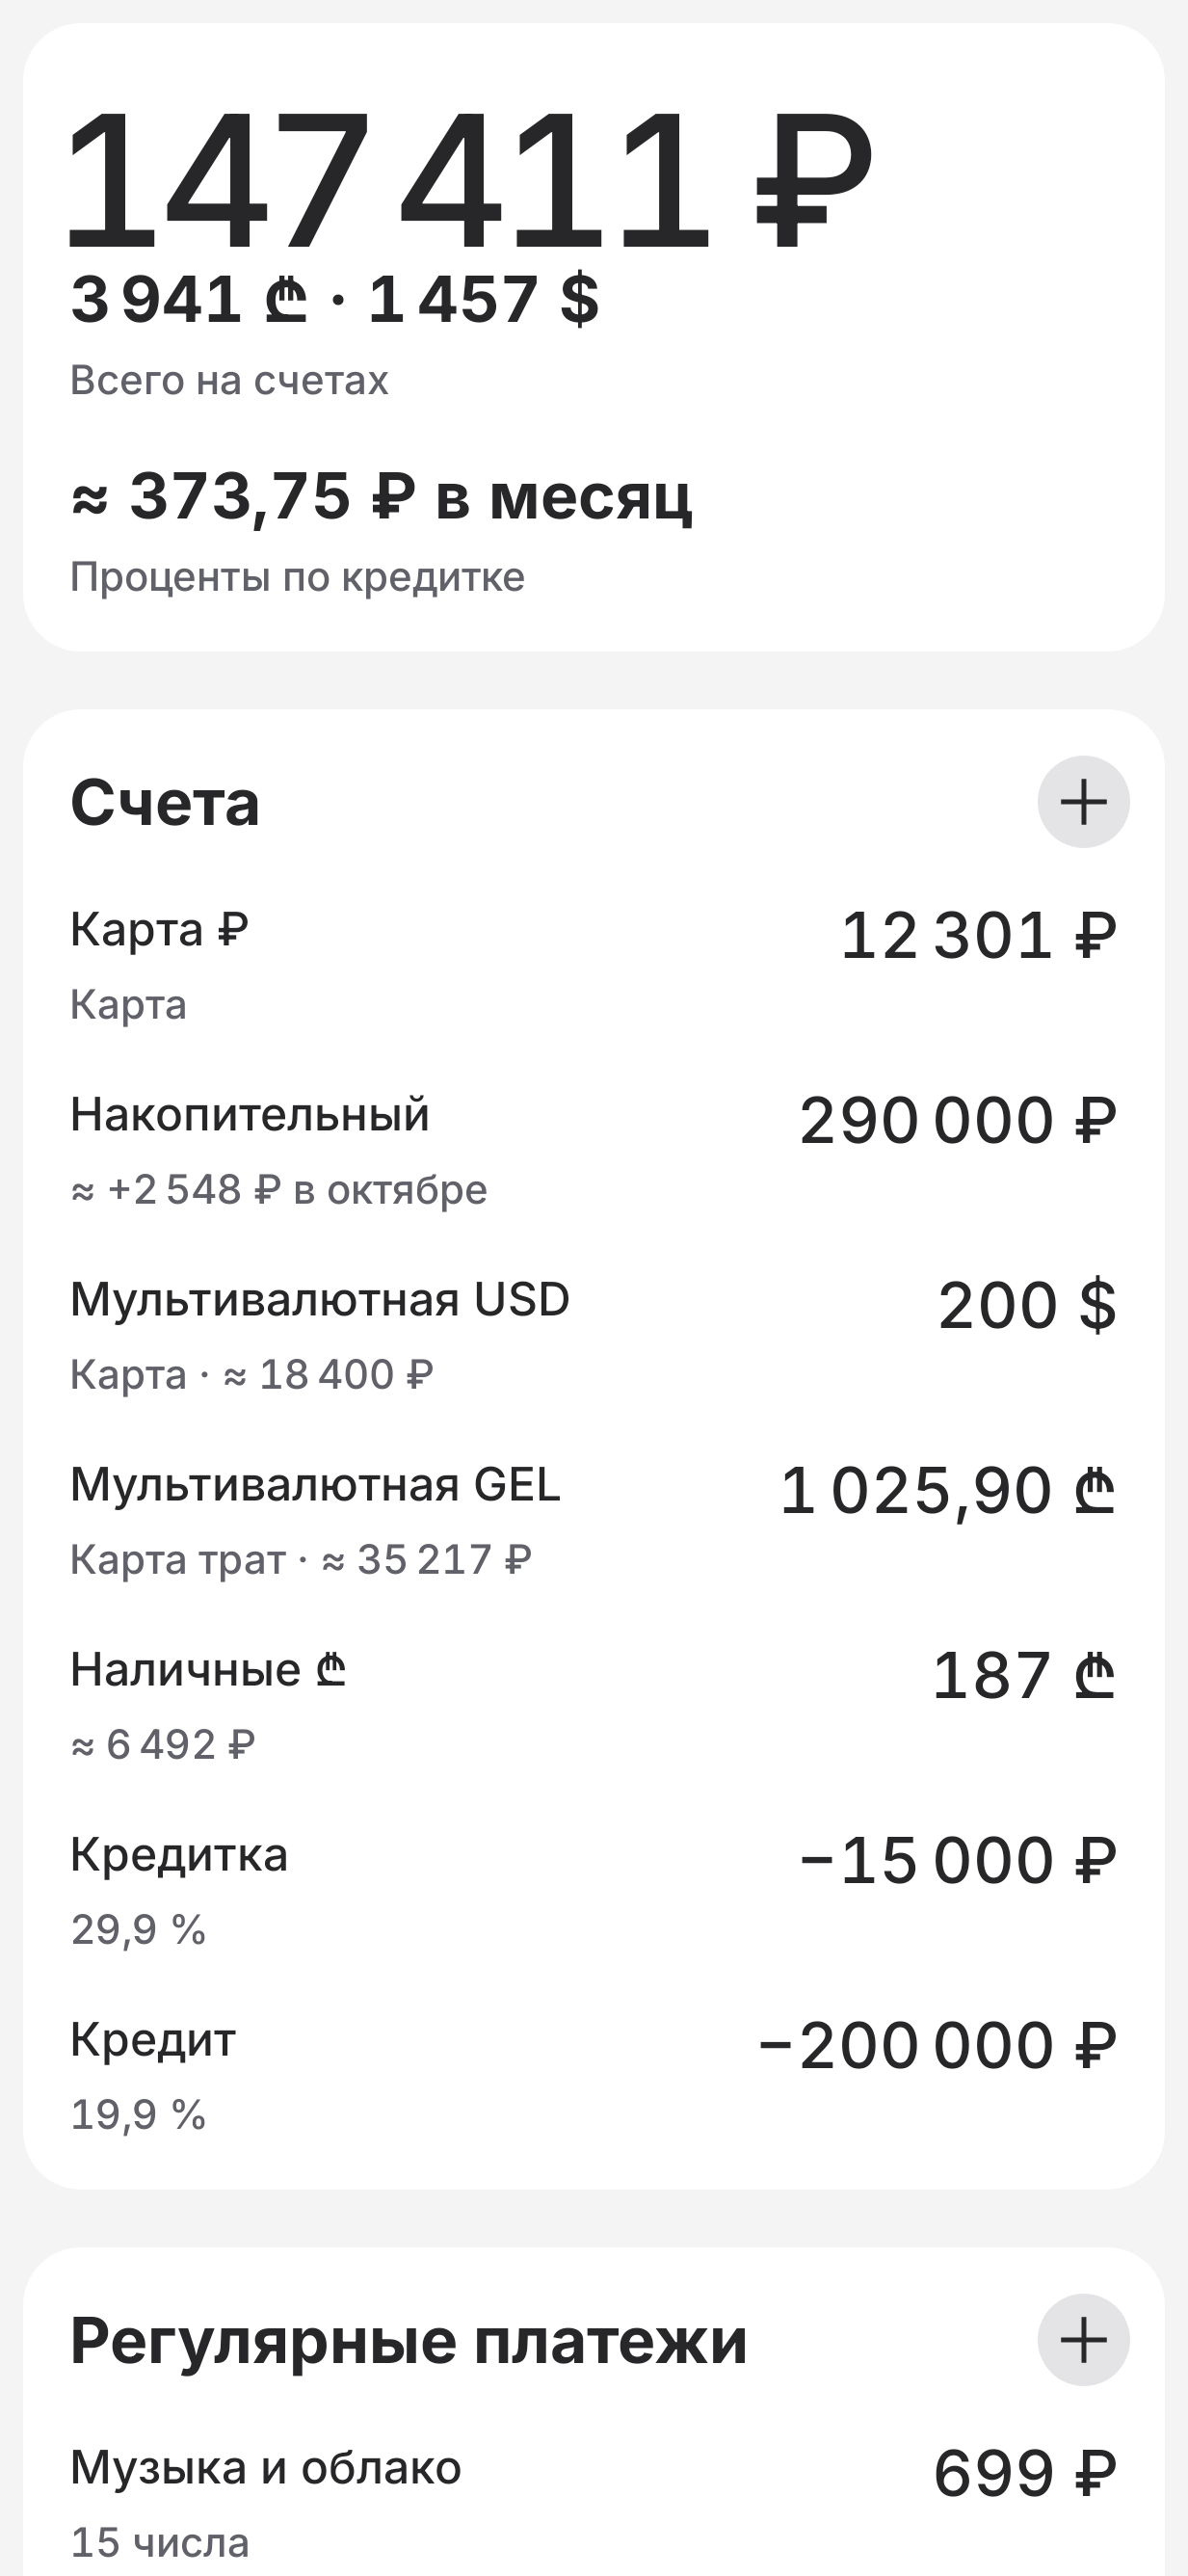 147 411 ₽
3 941 ₾ · 1 457 $
Всего на счетах
≈ 373,75 ₽ в месяц
Проценты по кредитке
Счета
Карта ₽
12 301 ₽
Карта
Накопительный
290 000 ₽
≈ +2 548 ₽ в октябре
Мультивалютная USD
200 $
Карта · ≈ 18 400 ₽
Мультивалютная GEL
1 025,90 ₾
Карта трат · ≈ 35 217 ₽
Наличные ₾
187 ₾
≈ 6 492 ₽
Кредитка
−15 000 ₽
29,9 %
Кредит
−200 000 ₽
19,9 %
Регулярные платежи
Музыка и облако
699 ₽
15 числа